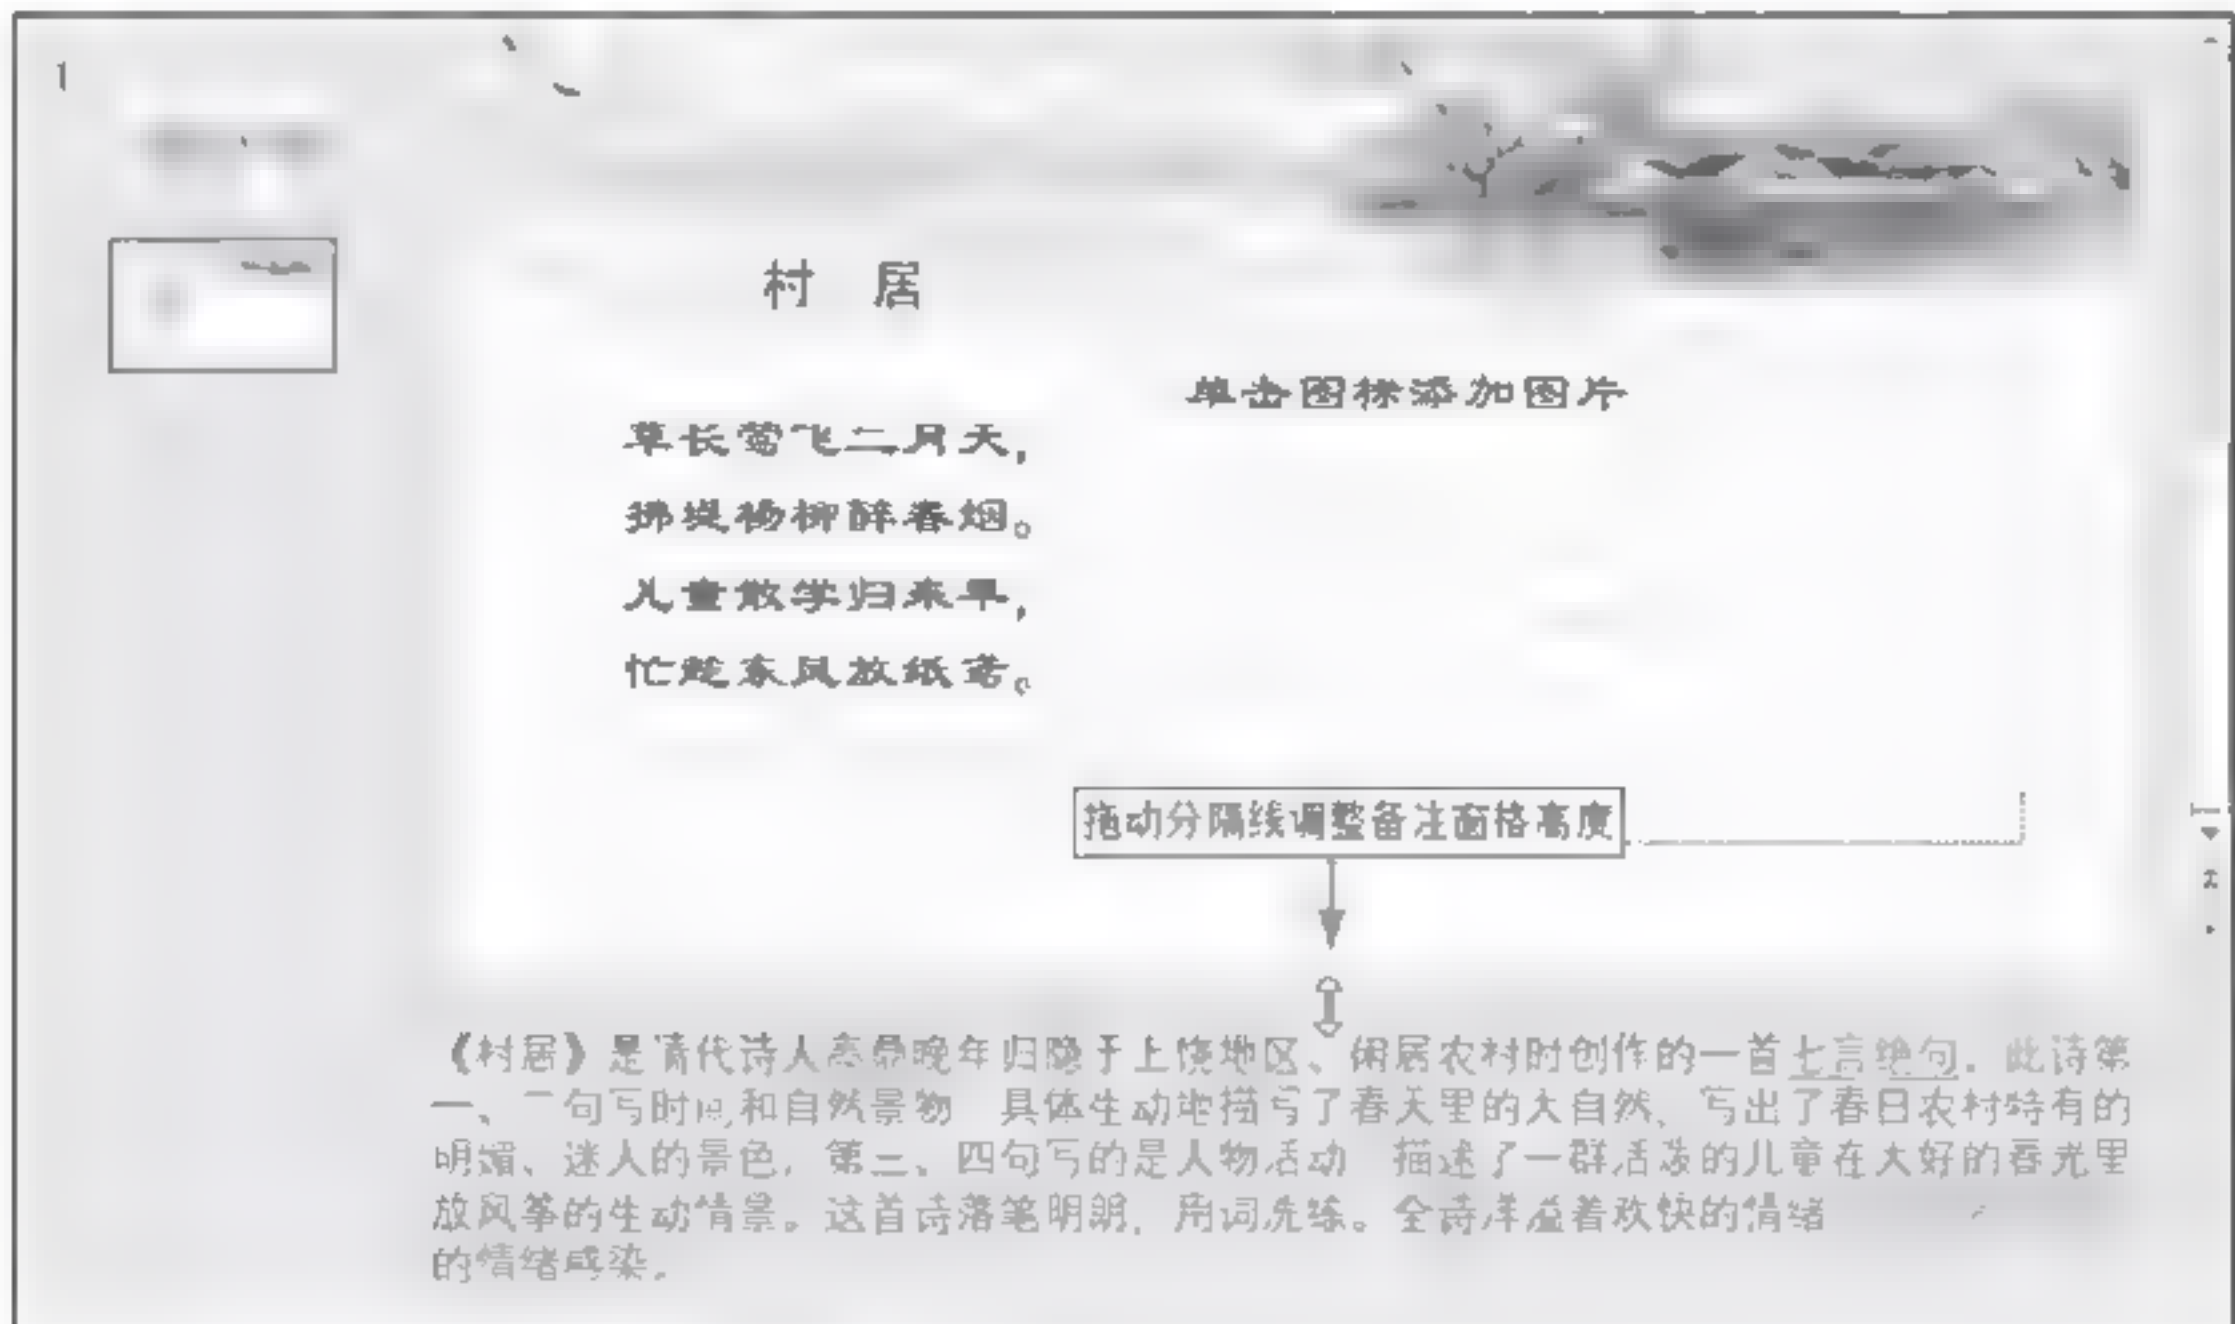 1
村 居
单击图标添加图片
草长莺飞二月天,
拂堤杨柳醉春烟。
儿童散学归来早,
忙趁东风放纸鸢。
拖动分隔线调整备注窗格高度
《村居》是清代诗人高鼎晚年归隐于上饶地区、闲居农村时创作的一首七言绝句。此诗第
一、二句写时间和自然景物 具体生动地描写了春天里的大自然、写出了春日农村特有的
明媚、迷人的景色, 第三、四句写的是人物活动 描述了一群活泼的儿童在大好的春光里
放风筝的生动情景。这首诗落笔明朗, 用词洗练。全诗洋溢着欢快的情绪
的情绪感染。